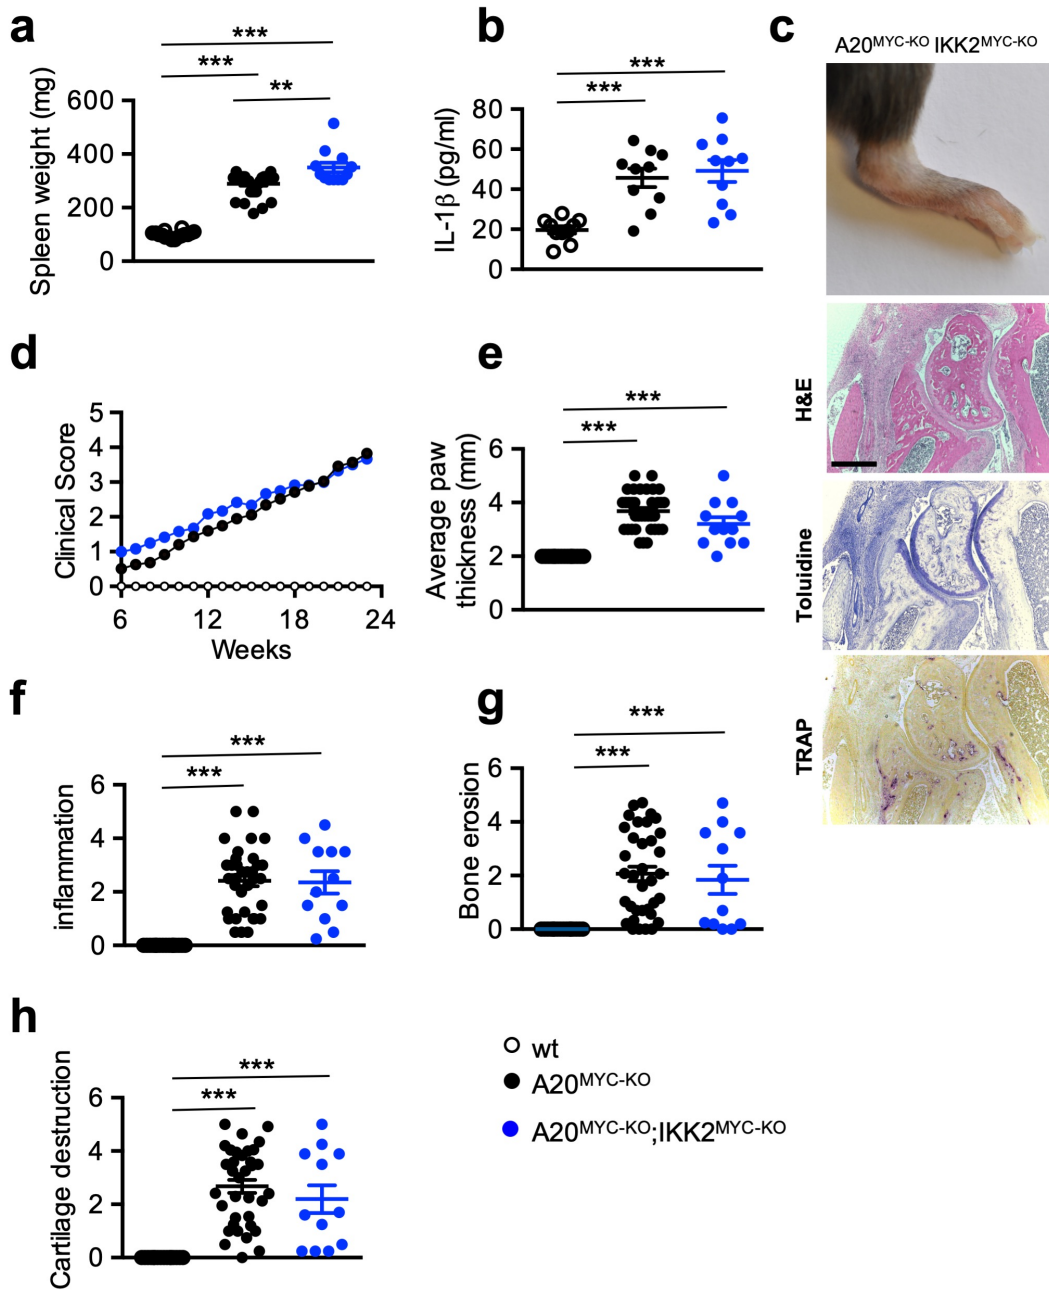 a
***
***
**
Spleen weight (mg)
600
400
200
0
b
***
***
IL-1β (pg/ml)
80
60
40
20
0
c
A20MYC-KO IKK2MYC-KO
H&E
Toluidine
TRAP
d
Clinical Score
5
4
3
2
1
0
6
12
18
24
Weeks
e
***
***
Average paw
thickness (mm)
6
4
2
0
f
***
***
inflammation
6
4
2
0
g
***
***
Bone erosion
6
4
2
0
h
***
***
Cartilage destruction
6
4
2
0
wt
A20MYC-KO
A20MYC-KO;IKK2MYC-KO